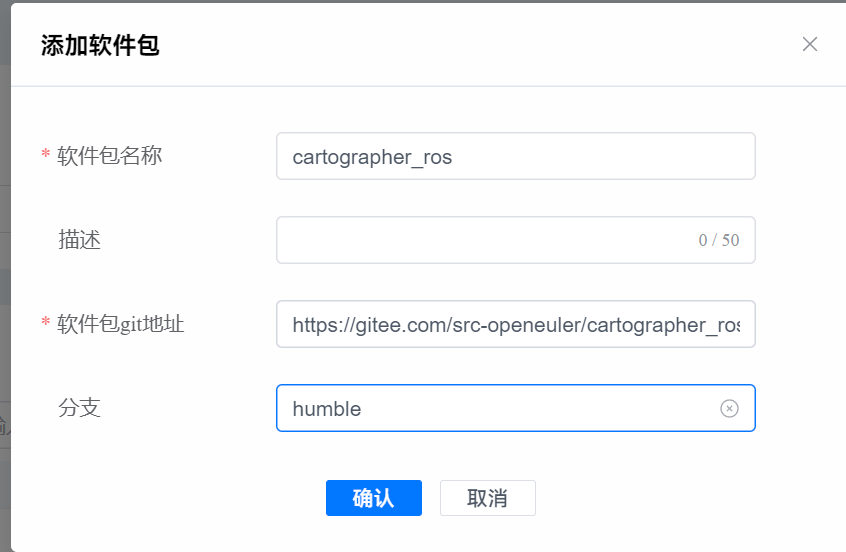 添加软件包
* 软件包名称
cartographer_ros
描述
0 / 50
* 软件包git地址
https://gitee.com/src-openeuler/cartographer_ros
分支
humble
确认 取消